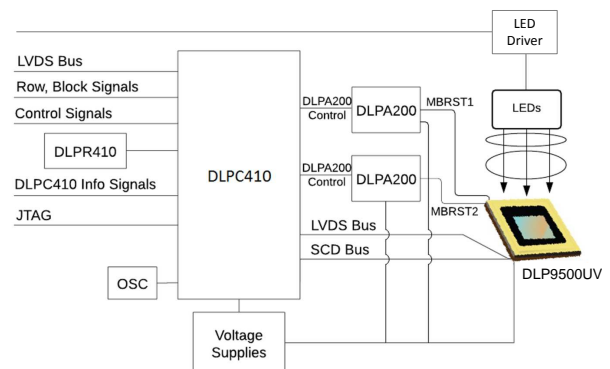 LED
Driver
LVDS Bus
Row, Block Signals
Control Signals
DLPR410
DLPC410 Info Signals
JTAG
OSC
DLPC410
DLPA200
Control
DLPA200
MBRST1
LEDs
DLPA200
Control
DLPA200
MBRST2
LVDS Bus
SCD Bus
DLP9500UV
Voltage
Supplies